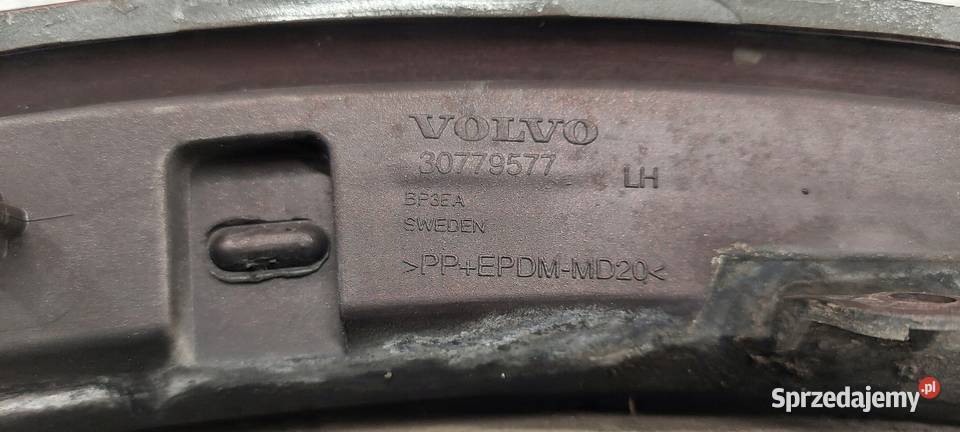 VOLVO
30779577 LH
BP3EA
SWEDEN
>PP+EPDM-MD20<
Sprzedajemy.pl